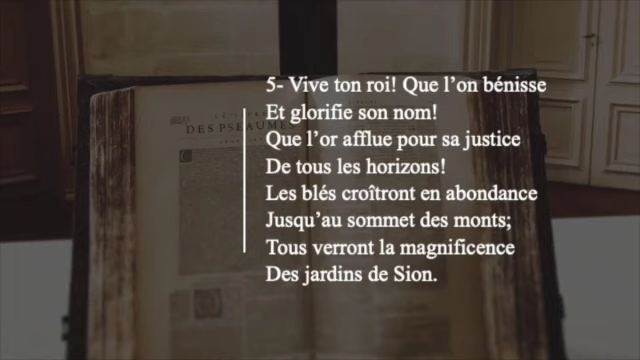 5- Vive ton roi! Que l’on bénisse
Et glorifie son nom!
Que l’or afflue pour sa justice
De tous les horizons!
Les blés croîtront en abondance
Jusqu’au sommet des monts;
Tous verront la magnificence
Des jardins de Sion.
DES PSEAUMES